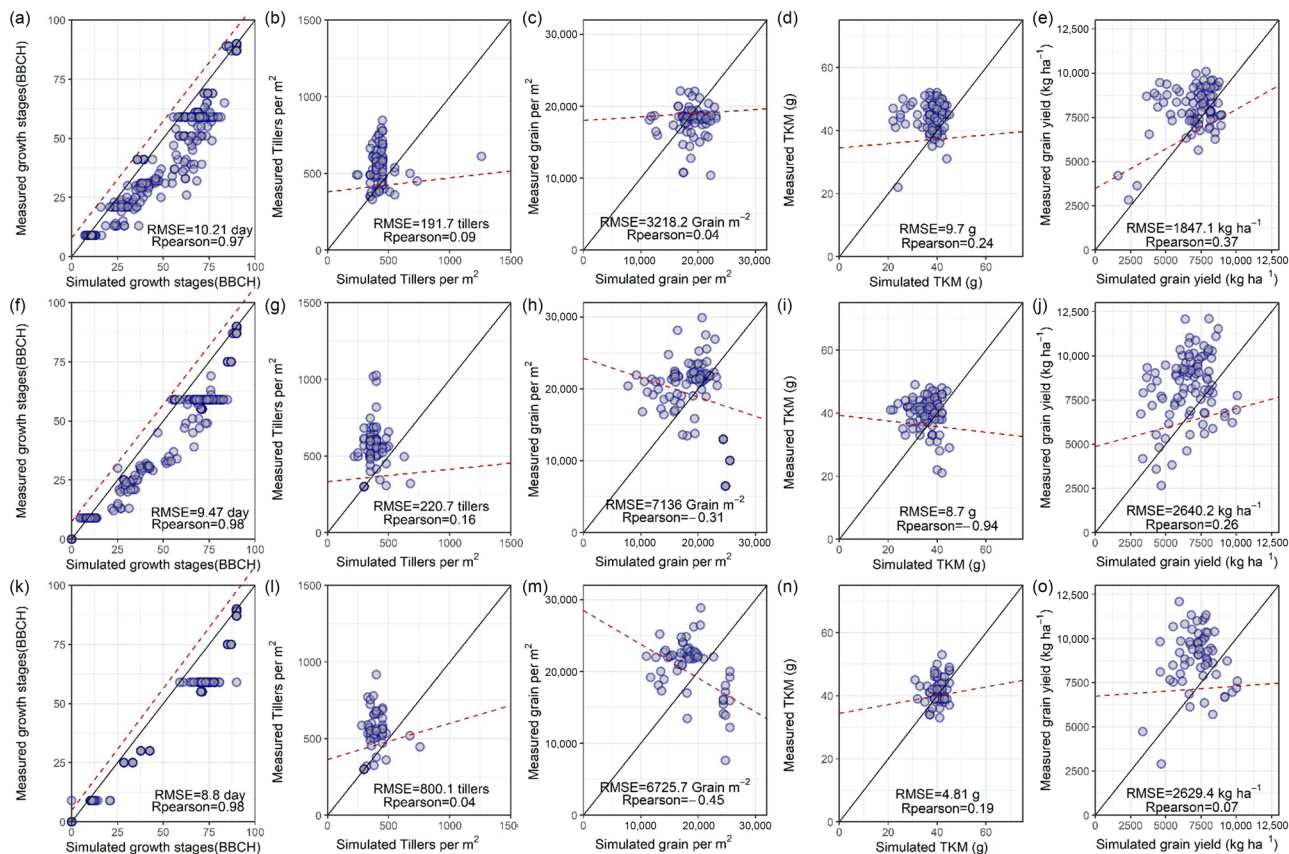 (a)
Measured growth stages(BBCH)
100
75
50
25
0
RMSE=10.21 day
Rpearson=0.97
0 25 50 75 100
Simulated growth stages(BBCH)
(b)
Measured Tillers per m²
1500
1000
500
0
RMSE=191.7 tillers
Rpearson=0.09
0 500 1000 1500
Simulated Tillers per m²
(c)
Measured grain per m²
30,000
20,000
10,000
0
RMSE=3218.2 Grain m⁻²
Rpearson=0.04
0 10,000 20,000 30,000
Simulated grain per m²
(d)
Measured TKM (g)
60
40
20
0
RMSE=9.7 g
Rpearson=0.24
0 20 40 60
Simulated TKM (g)
(e)
Measured grain yield (kg ha¹)
12,500
10,000
7500
5000
2500
0
RMSE=1847.1 kg ha⁻¹
Rpearson=0.37
0 2500 5000 7500 10,000 12,500
Simulated grain yield (kg ha¹)
(f)
Measured growth stages(BBCH)
100
75
50
25
0
RMSE=9.47 day
Rpearson=0.98
0 25 50 75 100
Simulated growth stages(BBCH)
(g)
Measured Tillers per m²
1500
1000
500
0
RMSE=220.7 tillers
Rpearson=0.16
0 500 1000 1500
Simulated Tillers per m²
(h)
Measured grain per m²
30,000
20,000
10,000
0
RMSE=7136 Grain m⁻²
Rpearson=−0.31
0 10,000 20,000 30,000
Simulated grain per m²
(i)
Measured TKM (g)
60
40
20
0
RMSE=8.7 g
Rpearson=−0.94
0 20 40 60
Simulated TKM (g)
(j)
Measured grain yield (kg ha¹)
12,500
10,000
7500
5000
2500
0
RMSE=2640.2 kg ha⁻¹
Rpearson=0.26
0 2500 5000 7500 10,000 12,500
Simulated grain yield (kg ha¹)
(k)
Measured growth stages(BBCH)
100
75
50
25
0
RMSE=8.8 day
Rpearson=0.98
0 25 50 75 100
Simulated growth stages(BBCH)
(l)
Measured Tillers per m²
1500
1000
500
0
RMSE=800.1 tillers
Rpearson=0.04
0 500 1000 1500
Simulated Tillers per m²
(m)
Measured grain per m²
30,000
20,000
10,000
0
RMSE=6725.7 Grain m⁻²
Rpearson=−0.45
0 10,000 20,000 30,000
Simulated grain per m²
(n)
Measured TKM (g)
60
40
20
0
RMSE=4.81 g
Rpearson=0.19
0 20 40 60
Simulated TKM (g)
(o)
Measured grain yield (kg ha¹)
12,500
10,000
7500
5000
2500
0
RMSE=2629.4 kg ha⁻¹
Rpearson=0.07
0 2500 5000 7500 10,000 12,500
Simulated grain yield (kg ha¹)